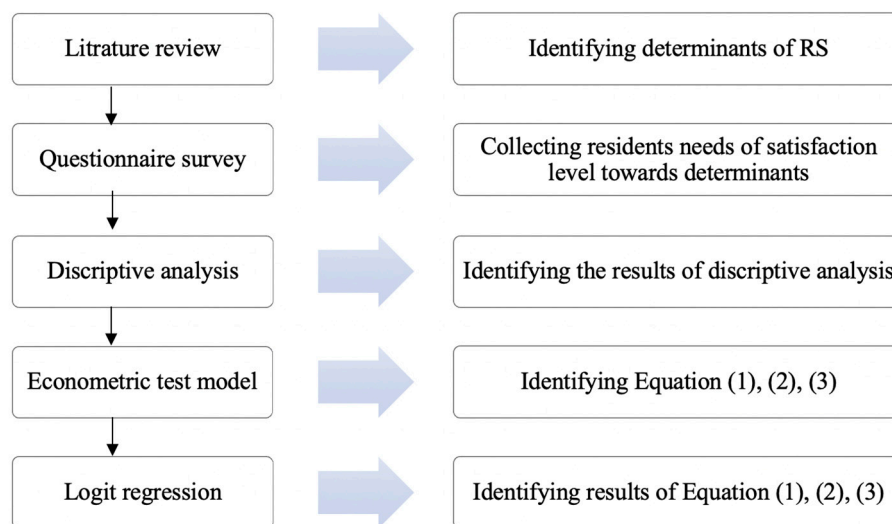 Litrature review
Identifying determinants of RS
Questionnaire survey
Collecting residents needs of satisfaction
level towards determinants
Discriptive analysis
Identifying the results of discriptive analysis
Econometric test model
Identifying Equation (1), (2), (3)
Logit regression
Identifying results of Equation (1), (2), (3)